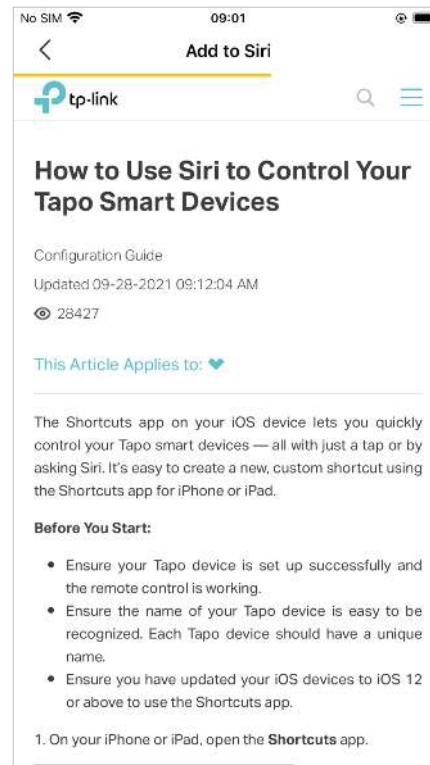 No SIM 09:01
Add to Siri
tp-link
How to Use Siri to Control Your
Tapo Smart Devices
Configuration Guide
Updated 09-28-2021 09:12:04 AM
28427
This Article Applies to:
The Shortcuts app on your iOS device lets you quickly
control your Tapo smart devices — all with just a tap or by
asking Siri. It's easy to create a new, custom shortcut using
the Shortcuts app for iPhone or iPad.
Before You Start:
• Ensure your Tapo device is set up successfully and
the remote control is working.
• Ensure the name of your Tapo device is easy to be
recognized. Each Tapo device should have a unique
name.
• Ensure you have updated your iOS devices to iOS 12
or above to use the Shortcuts app.
1. On your iPhone or iPad, open the Shortcuts app.